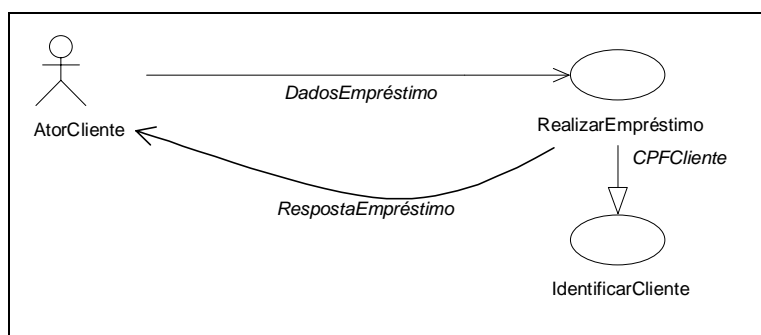 DadosEmpréstimo
AtorCliente
RealizarEmpréstimo
CPFCliente
RespostaEmpréstimo
IdentificarCliente